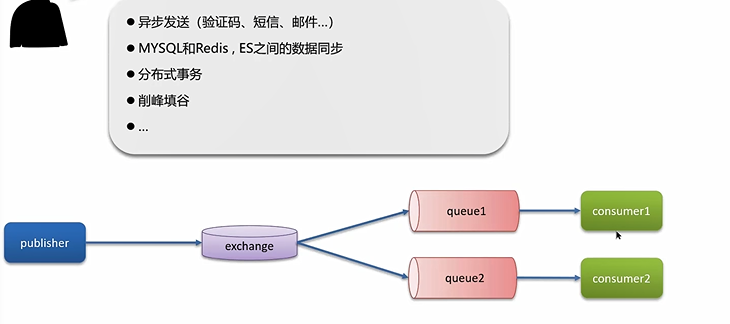 ● 异步发送（验证码、短信、邮件...）
● MYSQL和Redis , ES之间的数据同步
● 分布式事务
● 削峰填谷
● ...
queue1
consumer1
publisher
exchange
queue2
consumer2